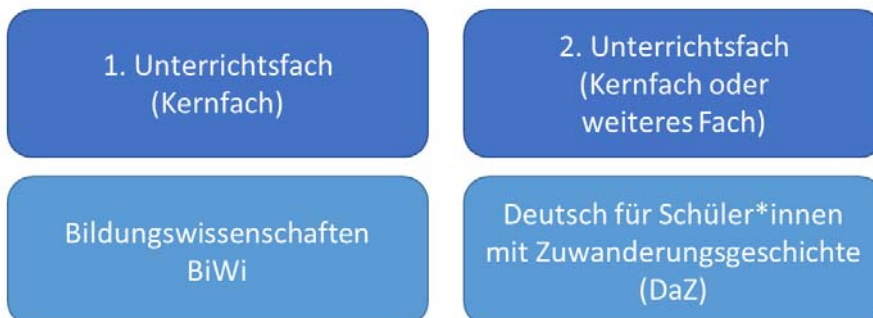 1. Unterrichtsfach
(Kernfach)
2. Unterrichtsfach
(Kernfach oder
weiteres Fach)
Bildungswissenschaften
BiWi
Deutsch für Schüler*innen
mit Zuwanderungsgeschichte
(DaZ)